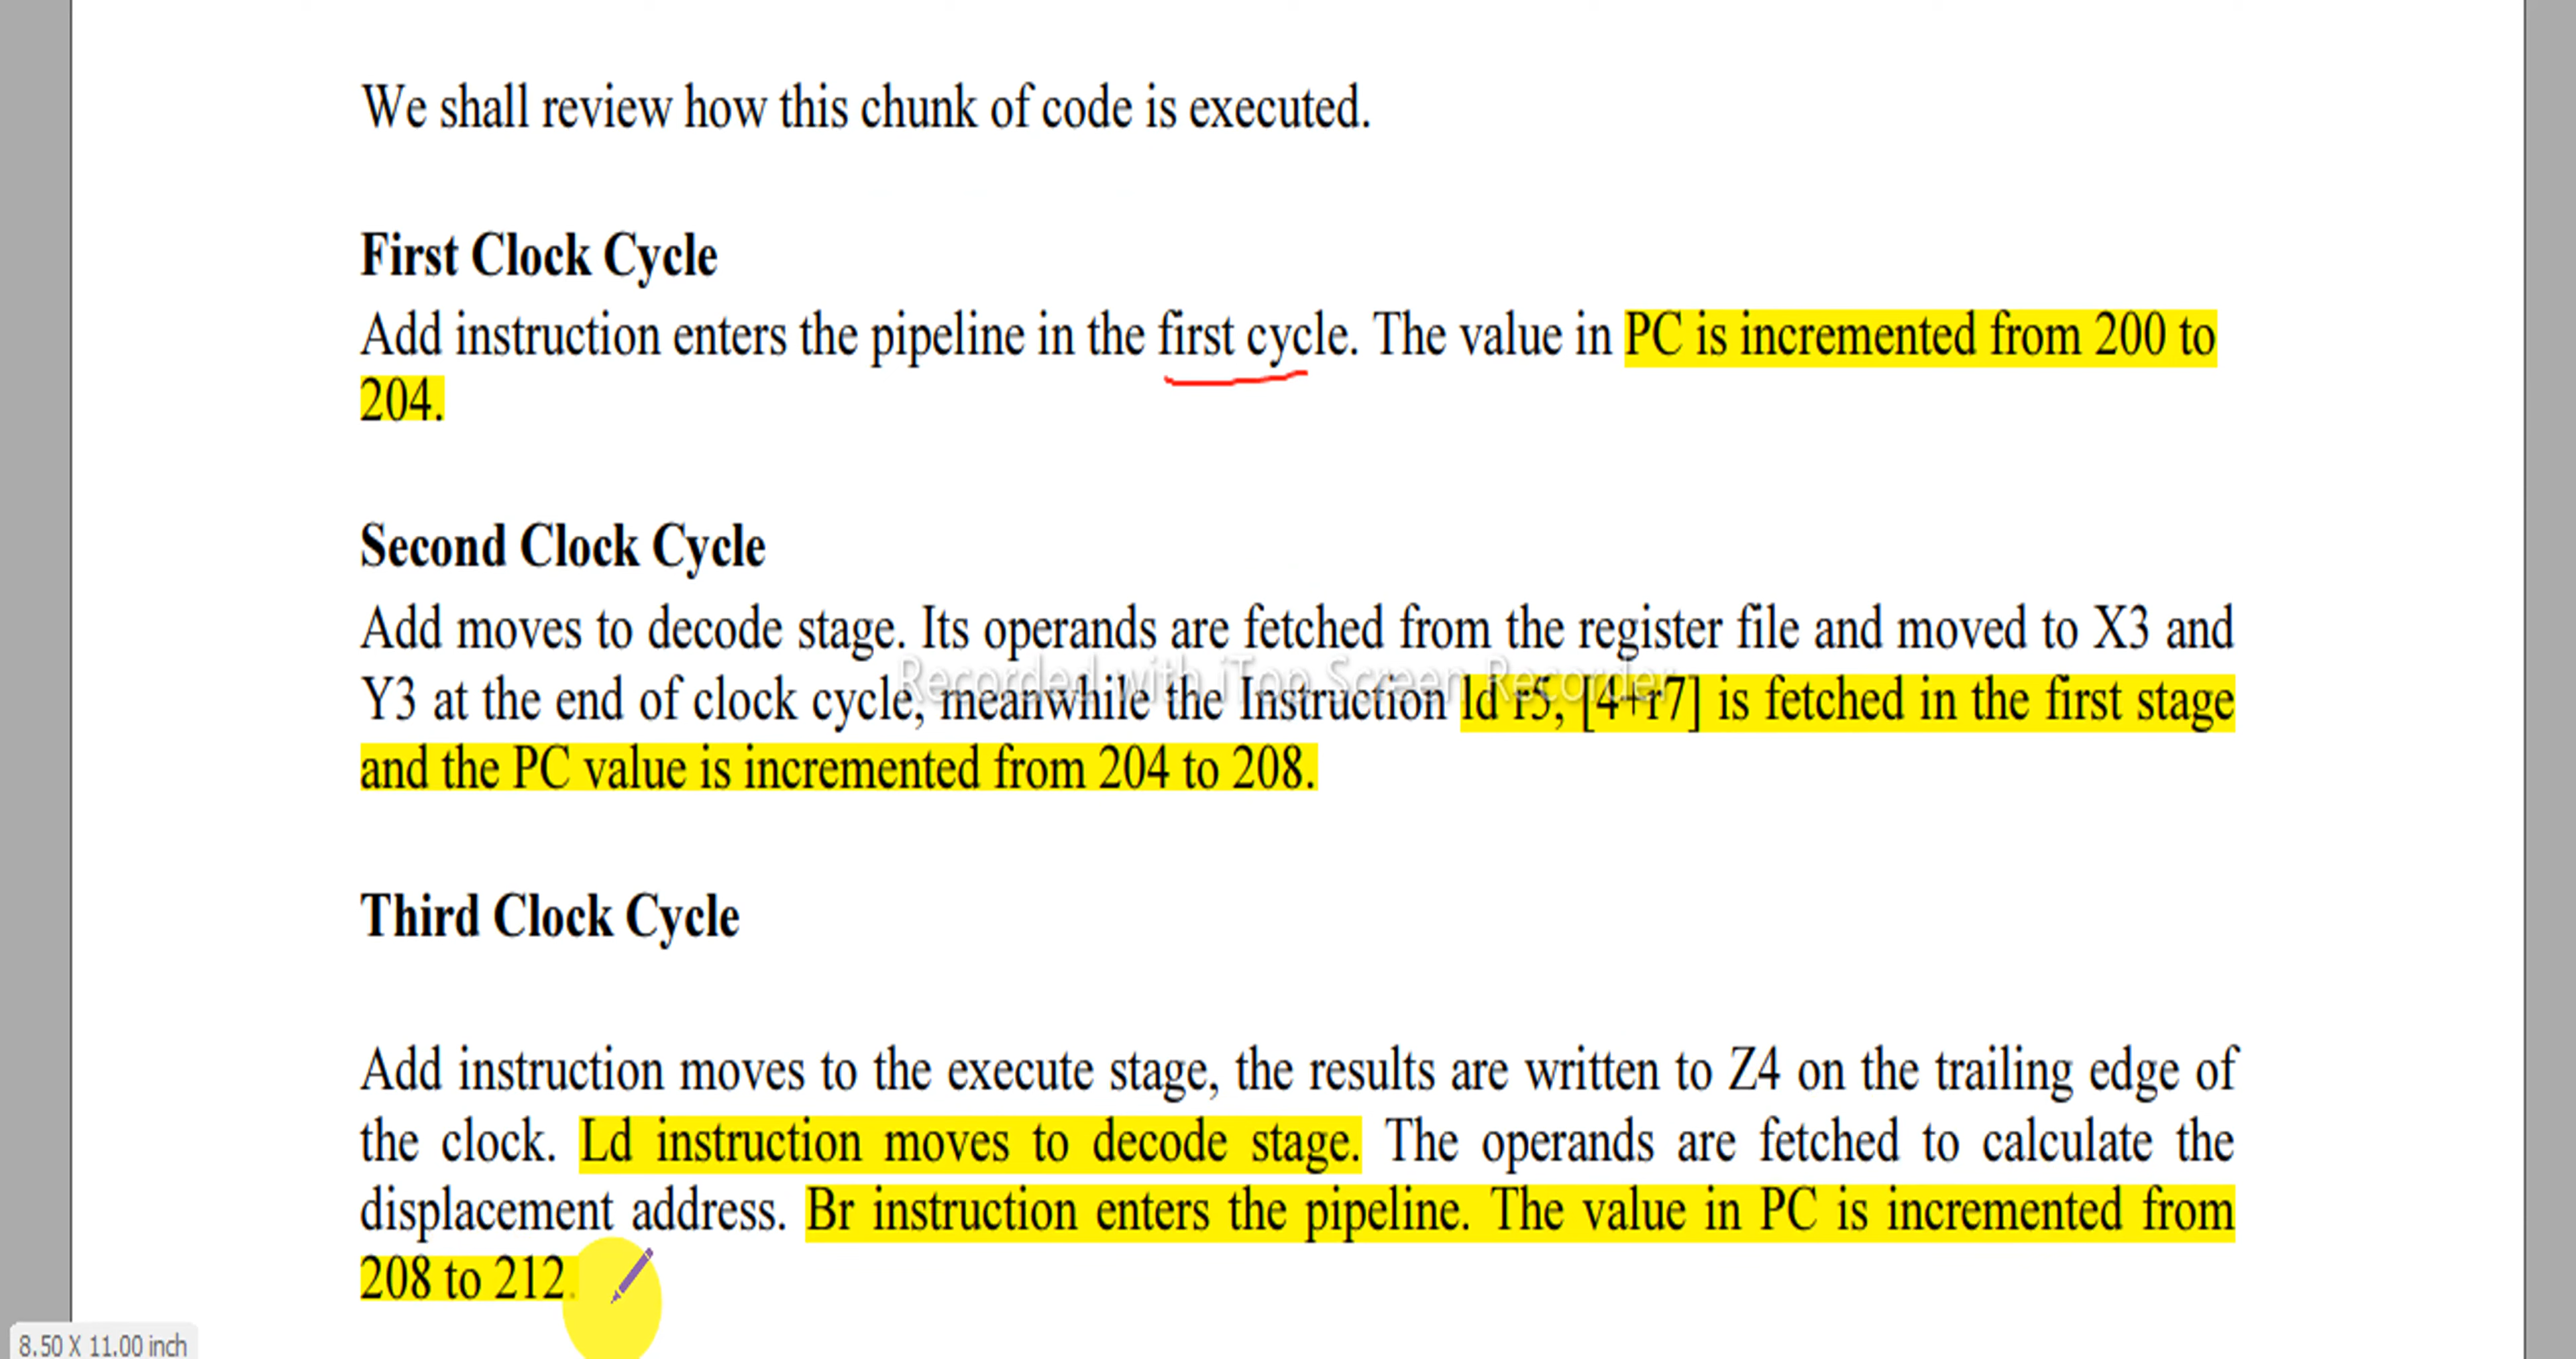 We shall review how this chunk of code is executed.
First Clock Cycle
Add instruction enters the pipeline in the first cycle. The value in PC is incremented from 200 to
204.
Second Clock Cycle
Add moves to decode stage. Its operands are fetched from the register file and moved to X3 and
Recorded with iTop Screen Recorder
Y3 at the end of clock cycle, meanwhile the Instruction ld r5, [4+r7] is fetched in the first stage
and the PC value is incremented from 204 to 208.
Third Clock Cycle
Add instruction moves to the execute stage, the results are written to Z4 on the trailing edge of
the clock. Ld instruction moves to decode stage. The operands are fetched to calculate the
displacement address. Br instruction enters the pipeline. The value in PC is incremented from
208 to 212.
8.50 X 11.00 inch